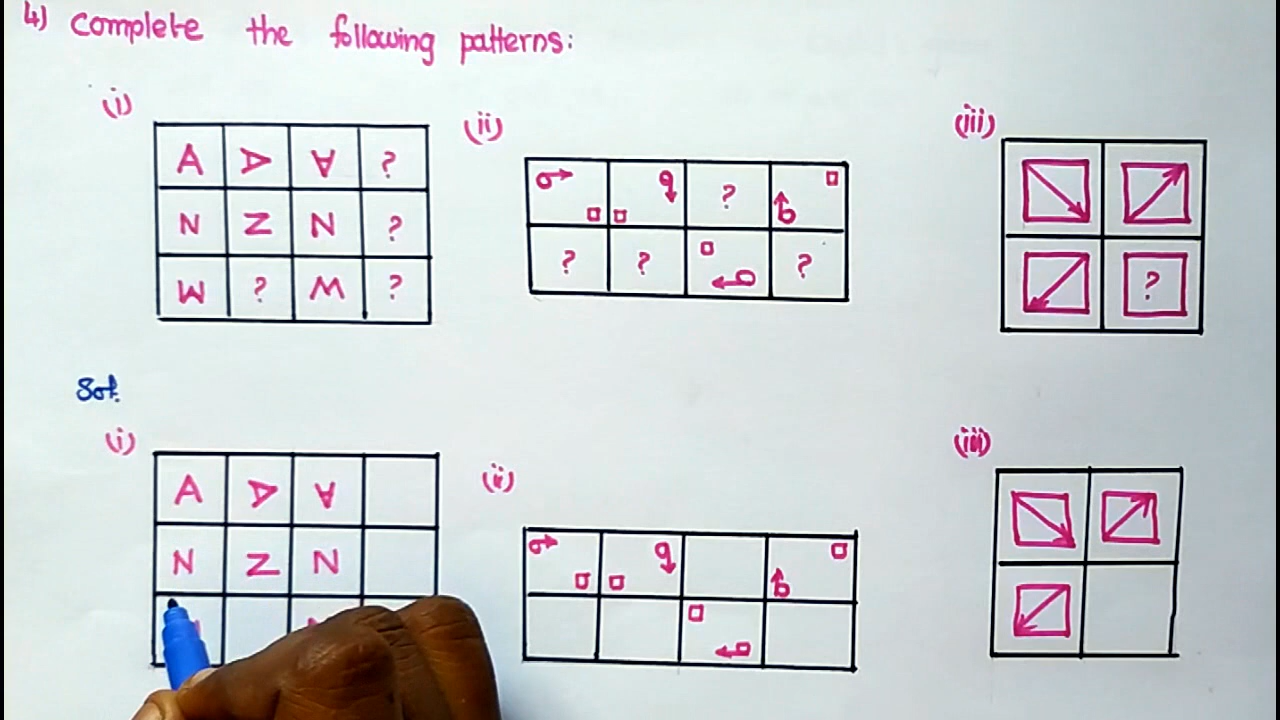 4) Complete the following patterns:
(i) (ii) (iii)
A ∀ ?
N Z N ?
? ?
M ? W ?
? ? ?
?
Sol.
(i) (ii) (iii)
A ∀
N Z N